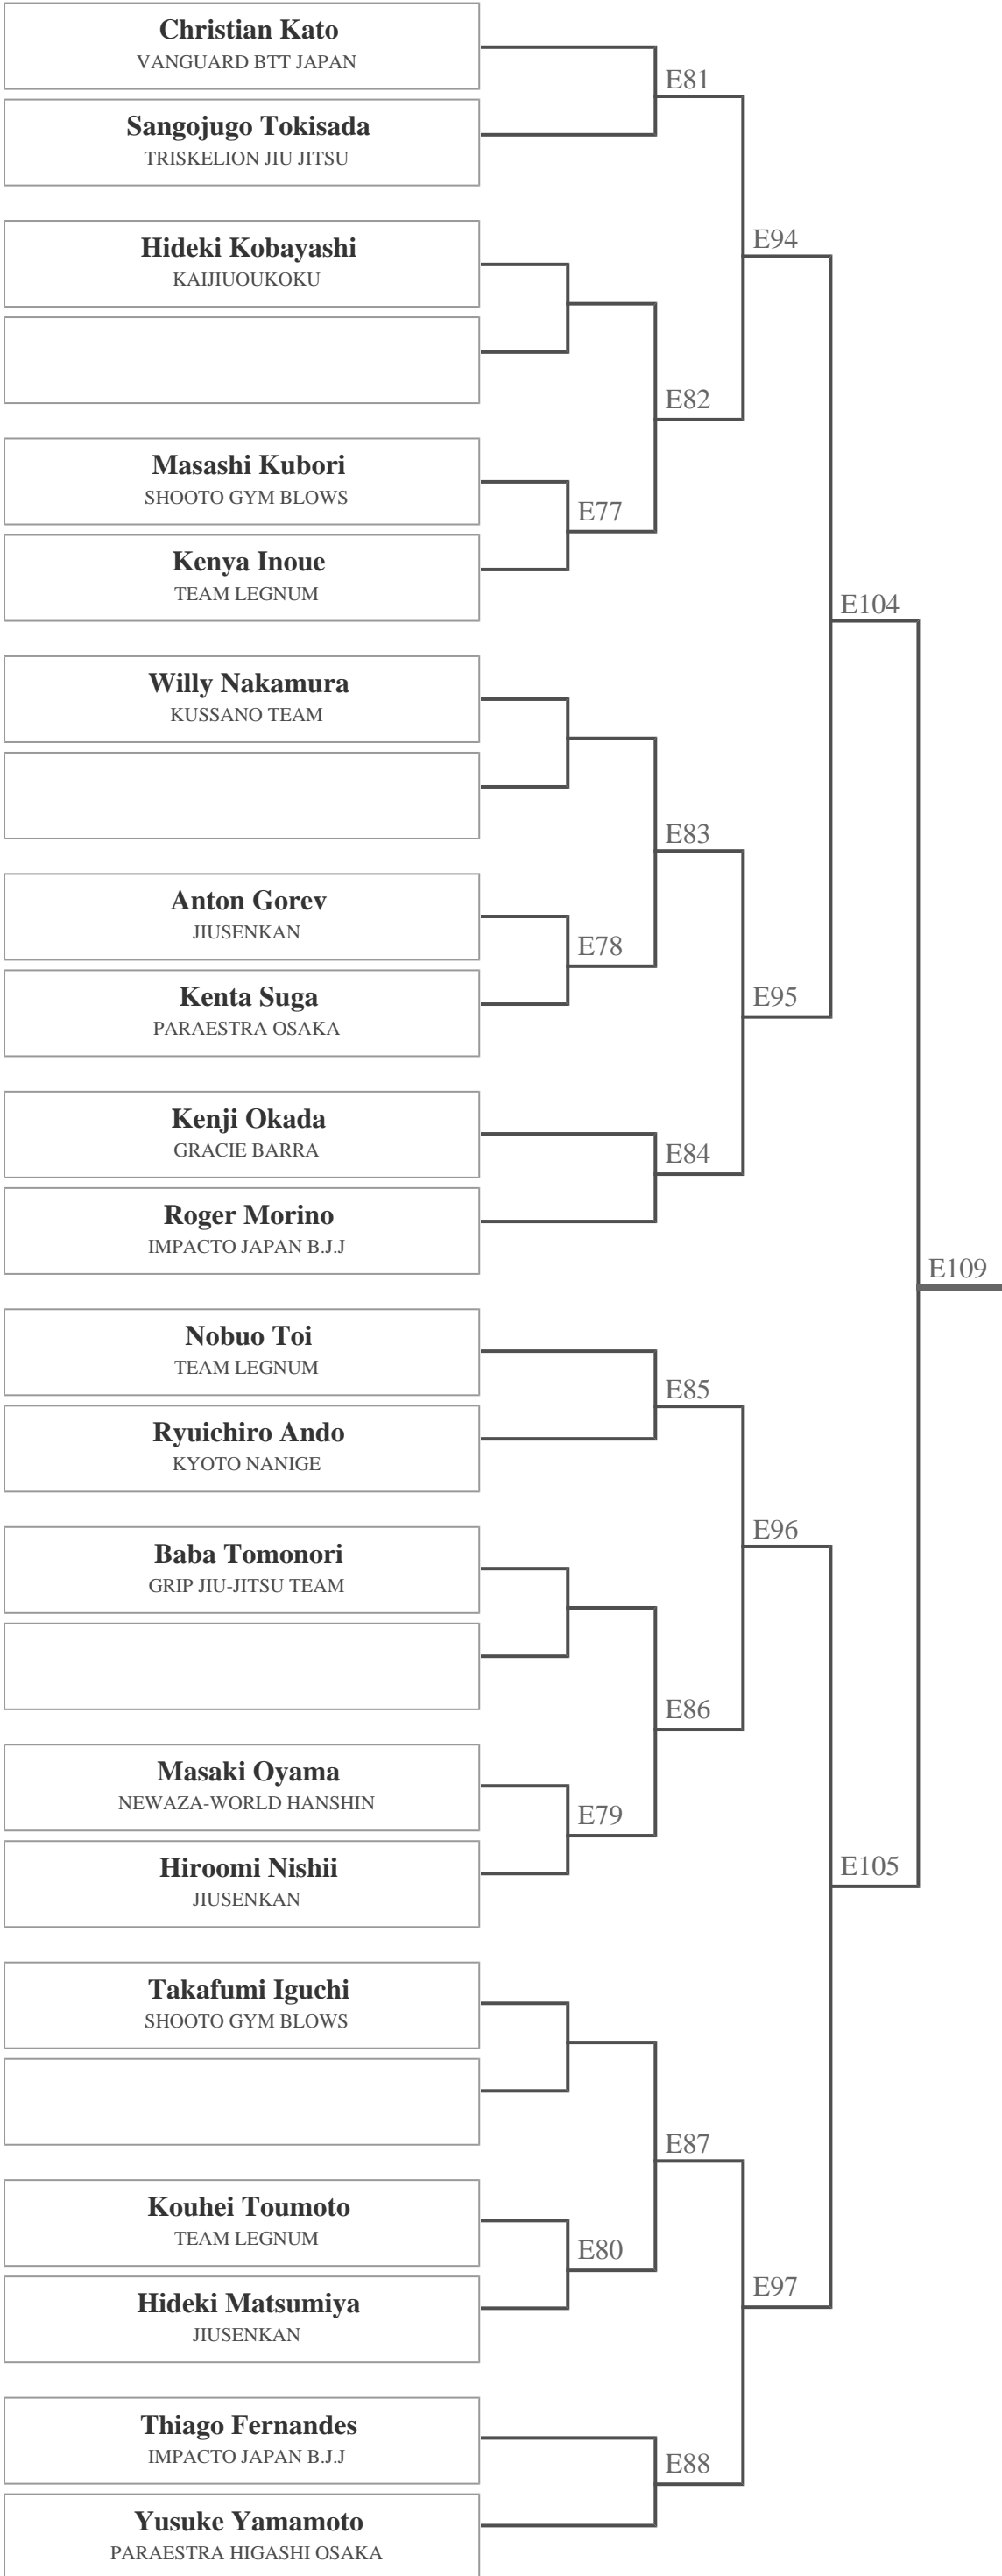 Christian Kato
VANGUARD BTT JAPAN
E81
Sangojugo Tokisada
TRISKELION JIU JITSU
E94
Hideki Kobayashi
KAIJIUOUKOKU
E82
Masashi Kubori
SHOOTO GYM BLOWS
E77
Kenya Inoue
TEAM LEGNUM
E104
Willy Nakamura
KUSSANO TEAM
E83
Anton Gorev
JIUSENKAN
E78
Kenta Suga
PARAESTRA OSAKA
E95
Kenji Okada
GRACIE BARRA
E84
Roger Morino
IMPACTO JAPAN B.J.J
E109
Nobuo Toi
TEAM LEGNUM
E85
Ryuichiro Ando
KYOTO NANIGE
E96
Baba Tomonori
GRIP JIU-JITSU TEAM
E86
Masaki Oyama
NEWAZA-WORLD HANSHIN
E79
Hiroomi Nishii
JIUSENKAN
E105
Takafumi Iguchi
SHOOTO GYM BLOWS
E87
Kouhei Toumoto
TEAM LEGNUM
E80
Hideki Matsumiya
JIUSENKAN
E97
Thiago Fernandes
IMPACTO JAPAN B.J.J
E88
Yusuke Yamamoto
PARAESTRA HIGASHI OSAKA